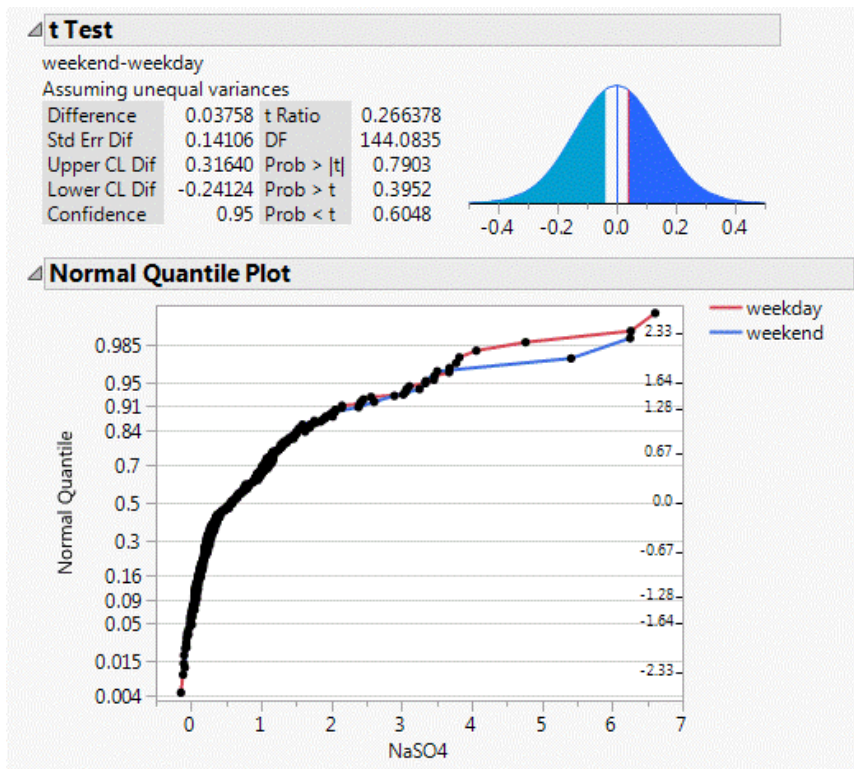 t Test
weekend-weekday
Assuming unequal variances
Difference 0.03758 t Ratio 0.266378
Std Err Dif 0.14106 DF 144.0835
Upper CL Dif 0.31640 Prob > |t| 0.7903
Lower CL Dif -0.24124 Prob > t 0.3952
Confidence 0.95 Prob < t 0.6048
-0.4 -0.2 0.0 0.2 0.4
Normal Quantile Plot
weekday
weekend
Normal Quantile
0.985
0.95
0.91
0.84
0.7
0.5
0.3
0.16
0.09
0.05
0.015
0.004
2.33
1.64
1.28
0.67
0.0
-0.67
-1.28
-1.64
-2.33
0 1 2 3 4 5 6 7
NaSO4